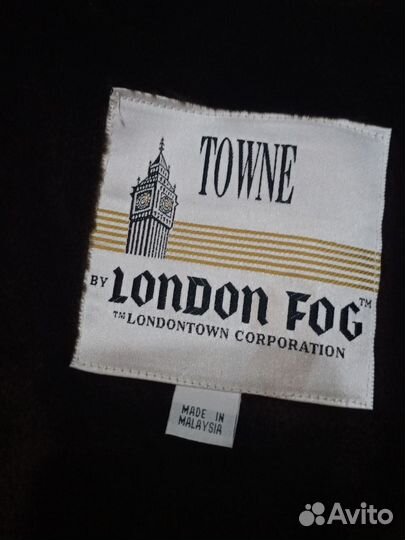 TOWNE
BY LONDON FOG™
™LONDONTOWN CORPORATION
MADE IN
MALAYSIA
Avito